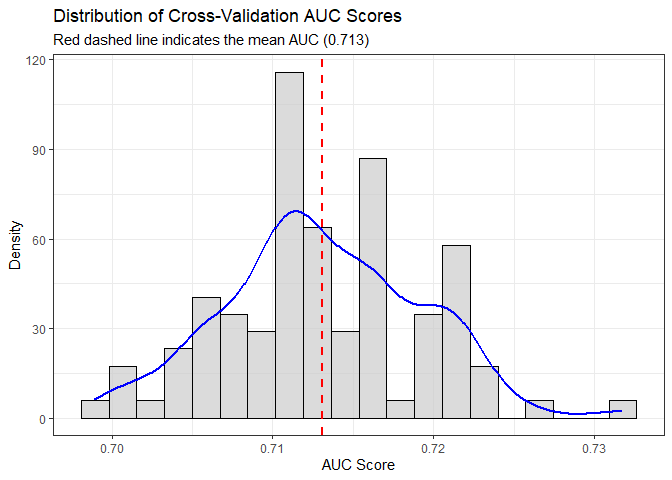 Distribution of Cross-Validation AUC Scores
Red dashed line indicates the mean AUC (0.713)
120
90
60
30
0
Density
0.70 0.71 0.72 0.73
AUC Score